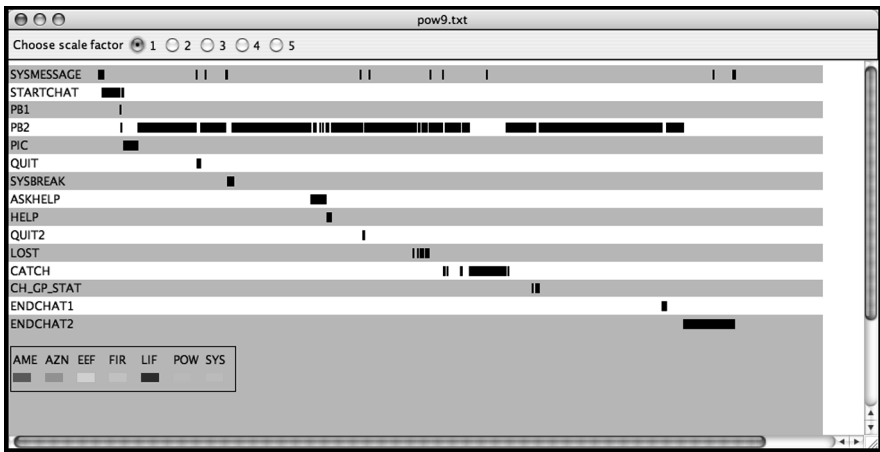 pow9.txt
Choose scale factor 1 2 3 4 5
SYSMESSAGE
STARTCHAT
PB1
PB2
PIC
QUIT
SYSBREAK
ASKHELP
HELP
QUIT2
LOST
CATCH
CH_GP_STAT
ENDCHAT1
ENDCHAT2
AME AZN EEF FIR LIF POW SYS